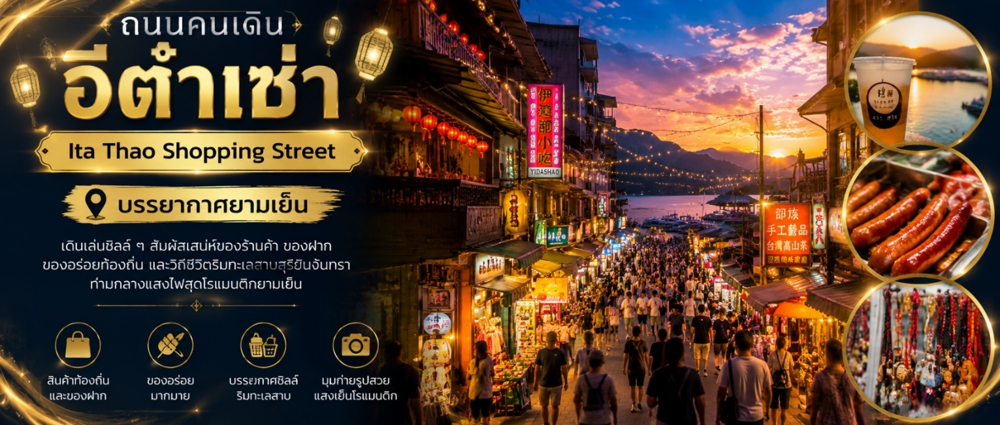 ถนนคนเดิน
อีต๋าเซ่า
Ita Thao Shopping Street
บรรยากาศยามเย็น
เดินเล่นชิลล์ ๆ สัมผัสเสน่ห์ของร้านค้า ของฝาก
ของอร่อยท้องถิ่น และวิถีชีวิตริมทะเลสาบสุริยันจันทรา
ท่ามกลางแสงไฟสุดโรแมนติกยามเย็น
สินค้าท้องถิ่น
และของฝาก
ของอร่อย
มากมาย
บรรยกาศชิลล์
ริมทะเลสาบ
มุมถ่ายรูปสวย
แสงเย็นโรแมนติก
伊達邵小吃
YIDASHAO
邵族
手工藝品
台灣高山茶